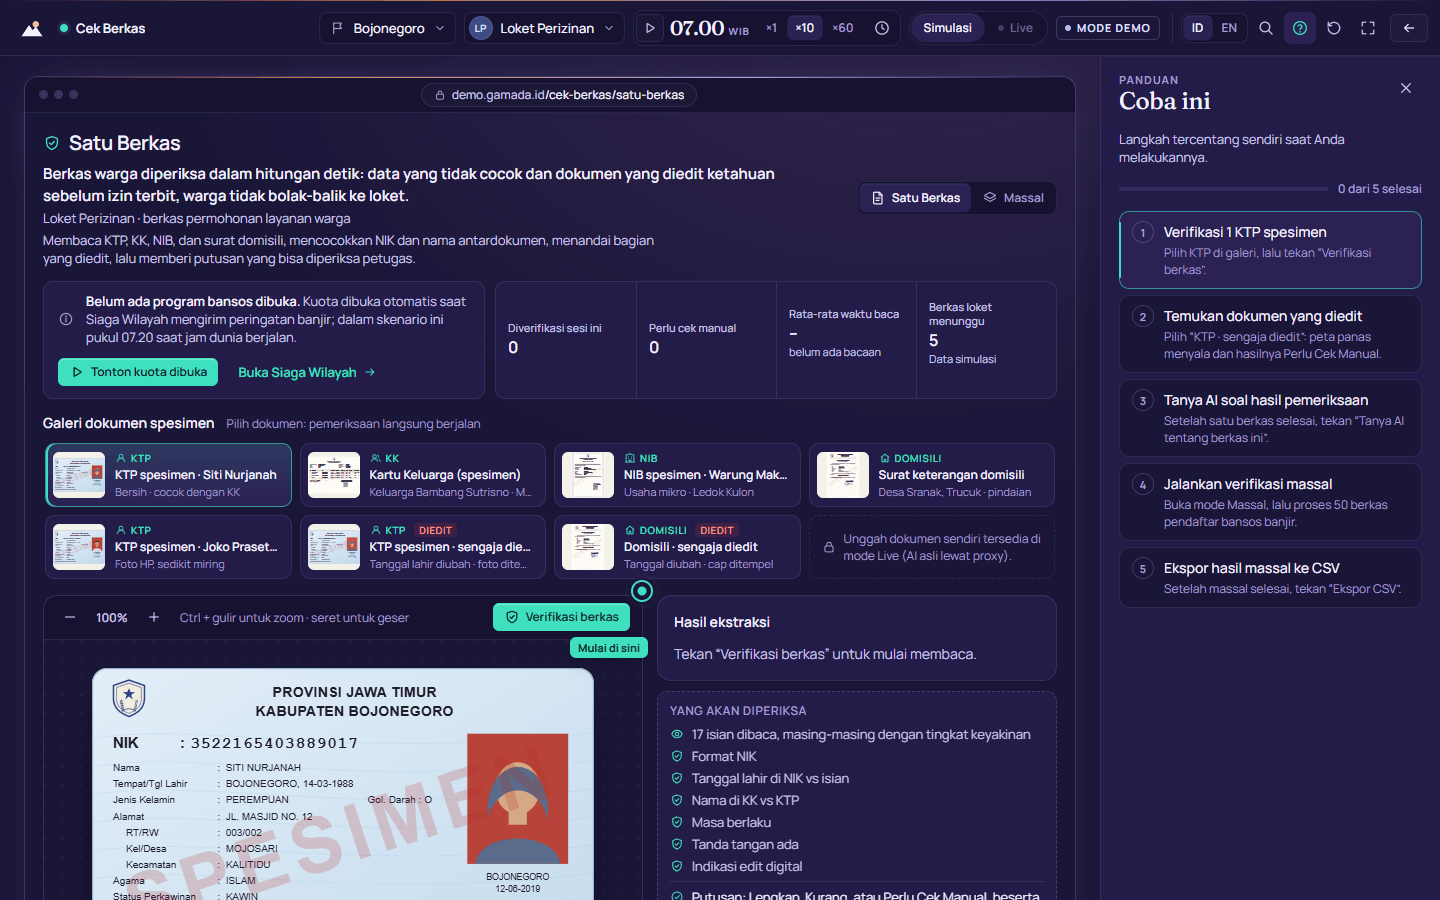 Cek Berkas
Bojonegoro
LP Loket Perizinan
07.00 WIB
×1 ×10 ×60
Simulasi
Live
MODE DEMO
ID EN
demo.gamada.id/cek-berkas/satu-berkas
Satu Berkas
Berkas warga diperiksa dalam hitungan detik: data yang tidak cocok dan dokumen yang diedit ketahuan
sebelum izin terbit, warga tidak bolak-balik ke loket.
Loket Perizinan · berkas permohonan layanan warga
Membaca KTP, KK, NIB, dan surat domisili, mencocokkan NIK dan nama antardokumen, menandai bagian
yang diedit, lalu memberi putusan yang bisa diperiksa petugas.
Satu Berkas
Massal
Belum ada program bansos dibuka. Kuota dibuka otomatis saat
Siaga Wilayah mengirim peringatan banjir; dalam skenario ini
pukul 07.20 saat jam dunia berjalan.
Tonton kuota dibuka
Buka Siaga Wilayah →
Diverifikasi sesi ini
0
Perlu cek manual
0
Rata-rata waktu baca
–
belum ada bacaan
Berkas loket
menunggu
5
Data simulasi
Galeri dokumen spesimen
Pilih dokumen: pemeriksaan langsung berjalan
KTP
KTP spesimen · Siti Nurjanah
Bersih · cocok dengan KK
KK
Kartu Keluarga (spesimen)
Keluarga Bambang Sutrisno · M...
NIB
NIB spesimen · Warung Mak...
Usaha mikro · Ledok Kulon
DOMISILI
Surat keterangan domisili
Desa Sranak, Trucuk · pindaian
KTP
KTP spesimen · Joko Praset...
Foto HP, sedikit miring
KTP DIEDIT
KTP spesimen · sengaja die...
Tanggal lahir diubah · foto dite...
DOMISILI DIEDIT
Domisili · sengaja diedit
Tanggal diubah · cap ditempel
Unggah dokumen sendiri tersedia di
mode Live (AI asli lewat proxy).
− 100% +
Ctrl + gulir untuk zoom · seret untuk geser
Verifikasi berkas
Mulai di sini
PROVINSI JAWA TIMUR
KABUPATEN BOJONEGORO
NIK : 3522165403889017
Nama : SITI NURJANAH
Tempat/Tgl Lahir : BOJONEGORO, 14-03-1988
Jenis Kelamin : PEREMPUAN Gol. Darah : O
Alamat : JL. MASJID NO. 12
RT/RW : 003/002
Kel/Desa : MOJOSARI
Kecamatan : KALITIDU
Agama : ISLAM
Status Perkawinan : KAWIN
SPESIMEN
BOJONEGORO
12-06-2019
Hasil ekstraksi
Tekan “Verifikasi berkas” untuk mulai membaca.
YANG AKAN DIPERIKSA
17 isian dibaca, masing-masing dengan tingkat keyakinan
Format NIK
Tanggal lahir di NIK vs isian
Nama di KK vs KTP
Masa berlaku
Tanda tangan ada
Indikasi edit digital
Putusan: Lengkap, Kurang, atau Perlu Cek Manual, beserta
PANDUAN
Coba ini
Langkah tercentang sendiri saat Anda
melakukannya.
0 dari 5 selesai
1 Verifikasi 1 KTP spesimen
Pilih KTP di galeri, lalu tekan “Verifikasi
berkas”.
2 Temukan dokumen yang diedit
Pilih “KTP · sengaja diedit”: peta panas
menyala dan hasilnya Perlu Cek Manual.
3 Tanya AI soal hasil pemeriksaan
Setelah satu berkas selesai, tekan “Tanya AI
tentang berkas ini”.
4 Jalankan verifikasi massal
Buka mode Massal, lalu proses 50 berkas
pendaftar bansos banjir.
5 Ekspor hasil massal ke CSV
Setelah massal selesai, tekan “Ekspor CSV”.